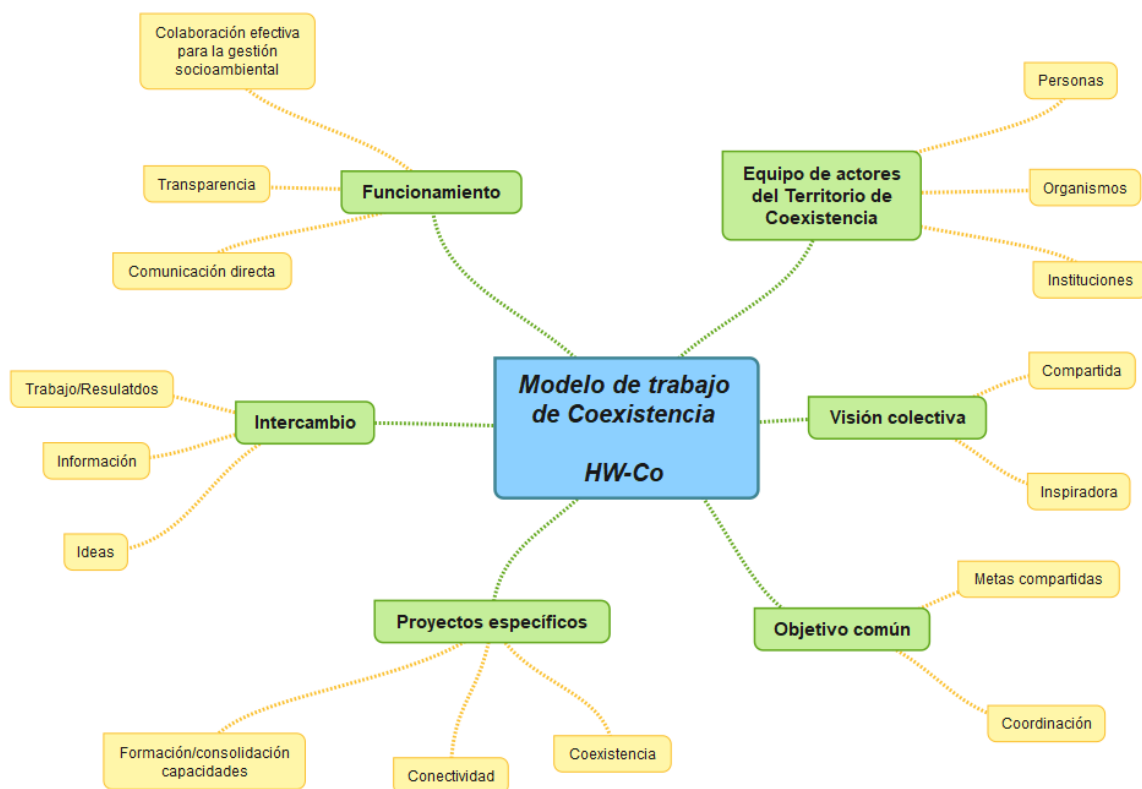 Colaboración efectiva
para la gestión
socioambiental
Transparencia
Comunicación directa
Funcionamiento
Personas
Organismos
Instituciones
Equipo de actores
del Territorio de
Coexistencia
Modelo de trabajo
de Coexistencia
HW-Co
Trabajo/Resulatdos
Información
Ideas
Intercambio
Compartida
Inspiradora
Visión colectiva
Proyectos específicos
Formación/consolidación
capacidades
Conectividad
Coexistencia
Metas compartidas
Objetivo común
Coordinación